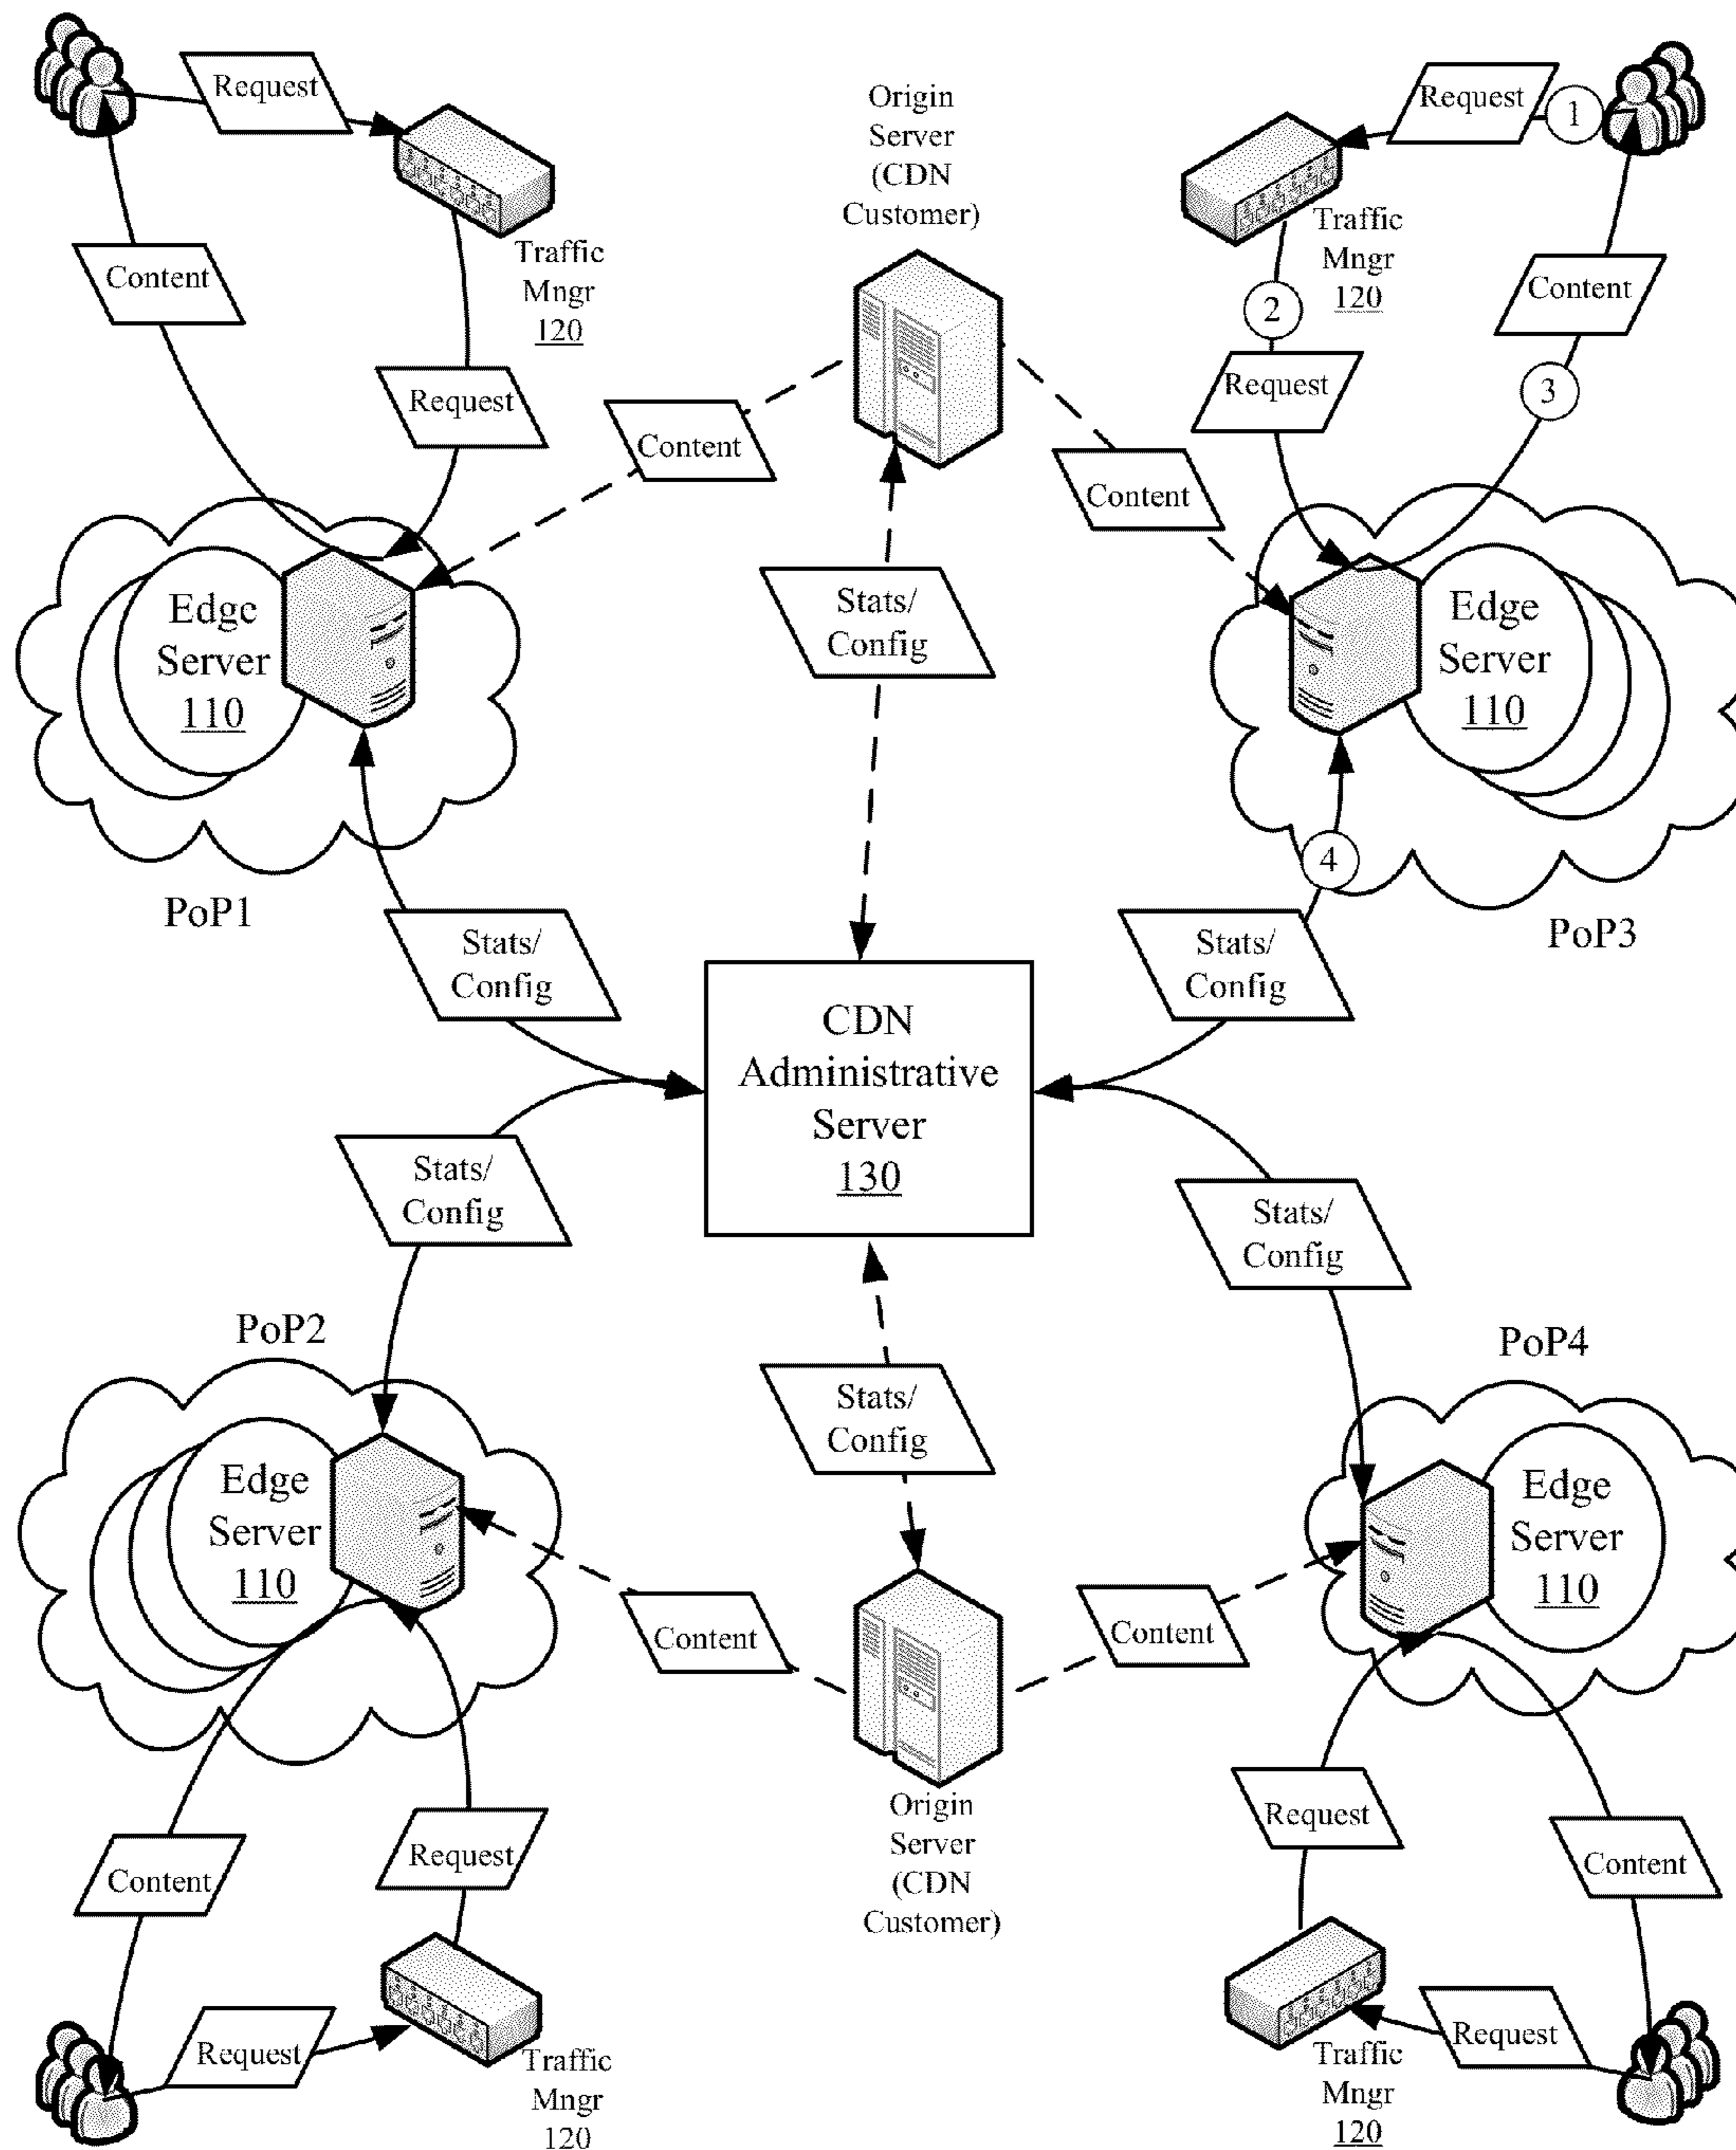 Request
Traffic
Mngr
120
Content
Request
Origin
Server
(CDN
Customer)
Request
1
Traffic
Mngr
120
2
Content
Request
3
Content
Content
Edge
Server
110
PoP1
Stats/
Config
Edge
Server
110
4
PoP3
Stats/
Config
Stats/
Config
CDN
Administrative
Server
130
Stats/
Config
Stats/
Config
PoP2
Edge
Server
110
Stats/
Config
PoP4
Edge
Server
110
Content
Content
Origin
Server
(CDN
Customer)
Content
Request
Request
Traffic
Mngr
120
Request
Content
Traffic
Mngr
120
Request